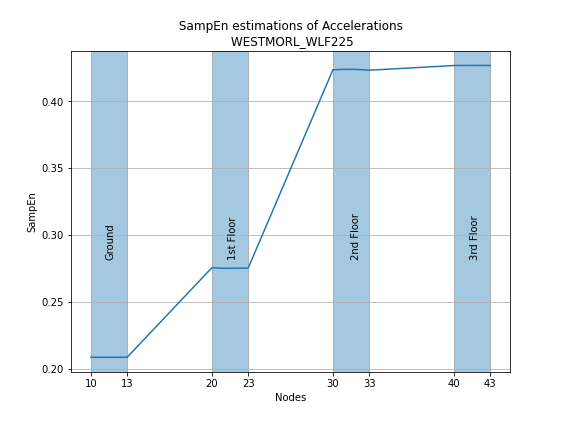 SampEn estimations of Accelerations
WESTMORL_WLF225
0.40
0.35
0.30
0.25
0.20
SampEn
Ground
1st Floor
2nd Floor
3rd Floor
10 13 20 23 30 33 40 43
Nodes